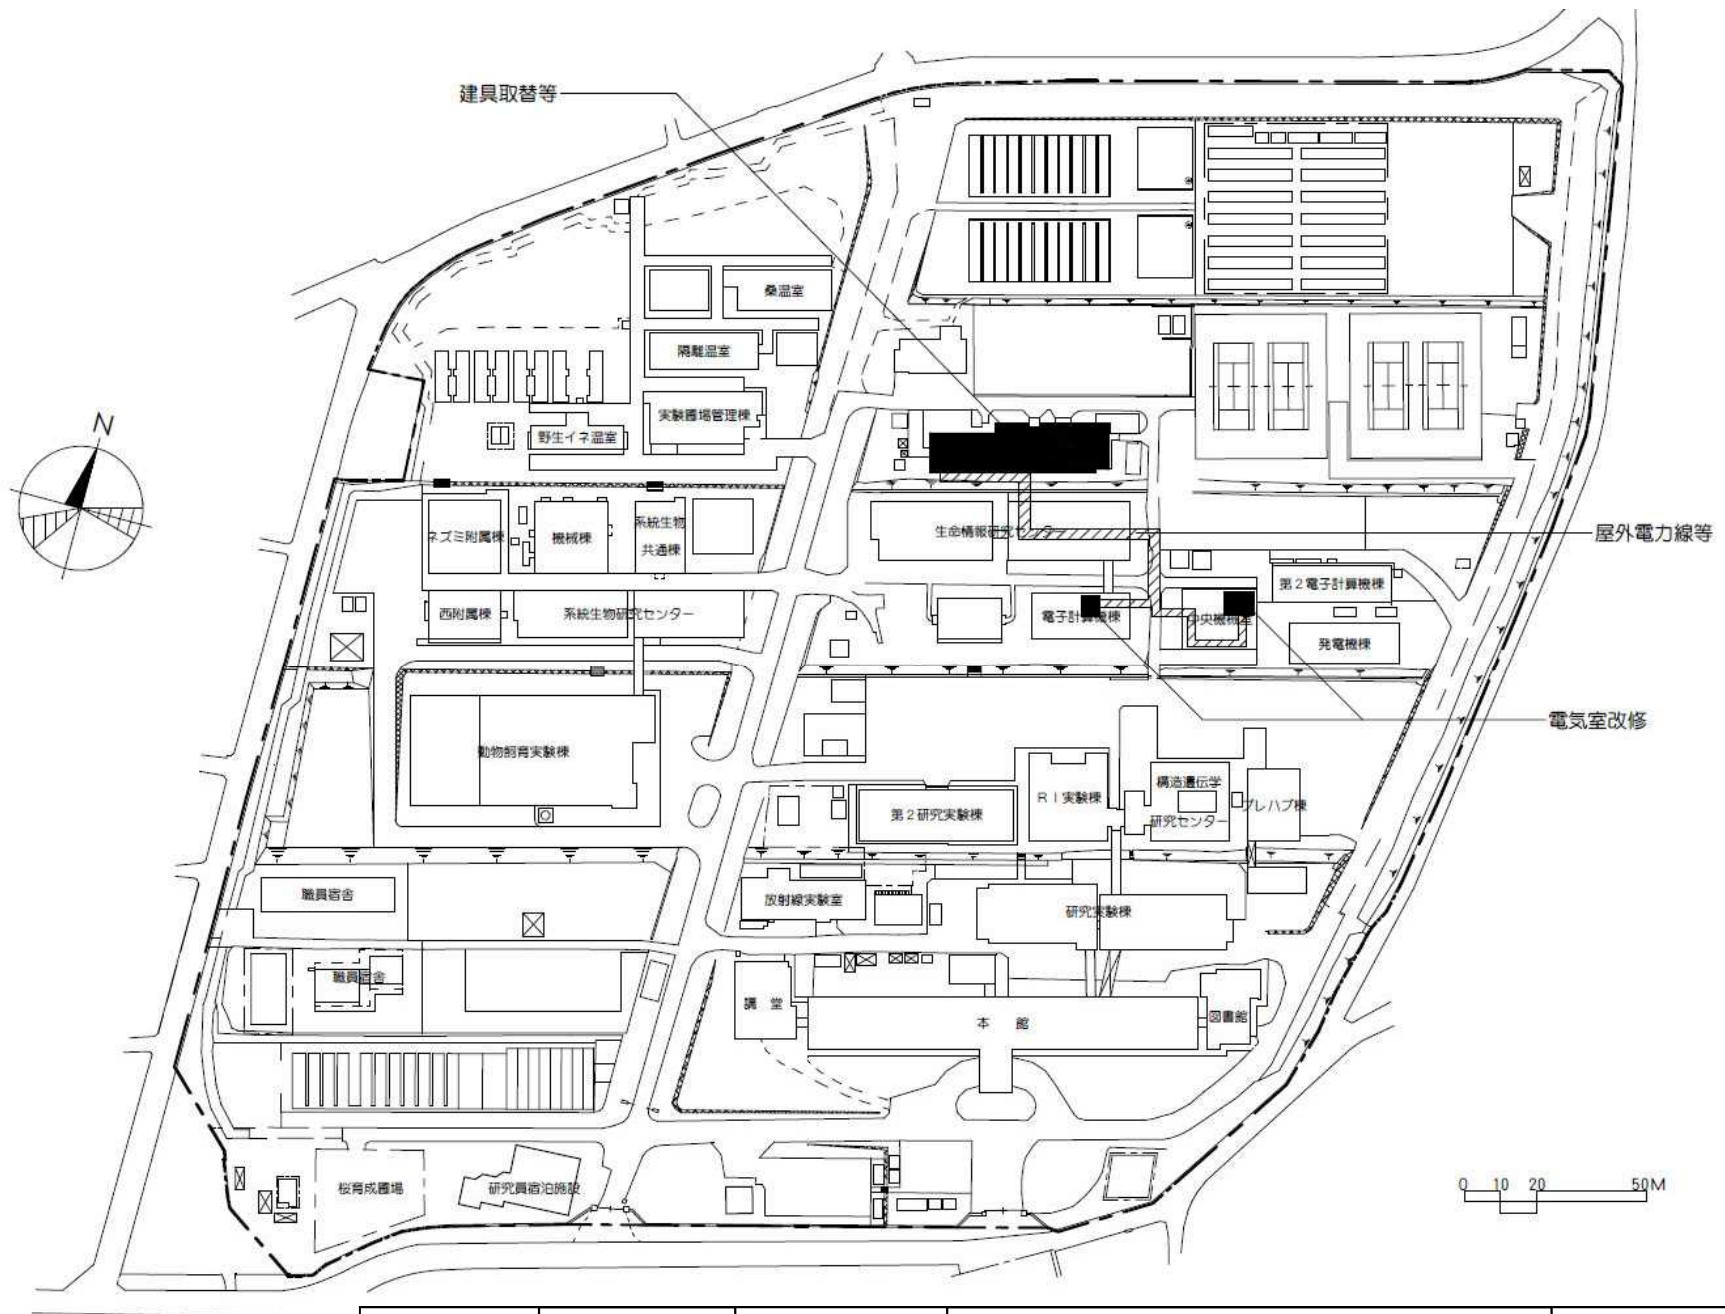 建具取替等
桑温室
隔離温室
実験圃場管理棟
野生イネ温室
N
ネズミ附属棟
機械棟
系統生物
共通棟
生命情報研究センター
屋外電力線等
第2電子計算機棟
西附属棟
系統生物研究センター
電子計算機棟
中央機械室
発電機棟
電気室改修
動物飼育実験棟
第2研究実験棟
RI実験棟
構造遺伝学
研究センター
プレハブ棟
職員宿舎
放射線実験室
研究実験棟
職員宿舎
講 堂
本 館
図書館
桜育成圃場
研究員宿泊施設
0 10 20 50M